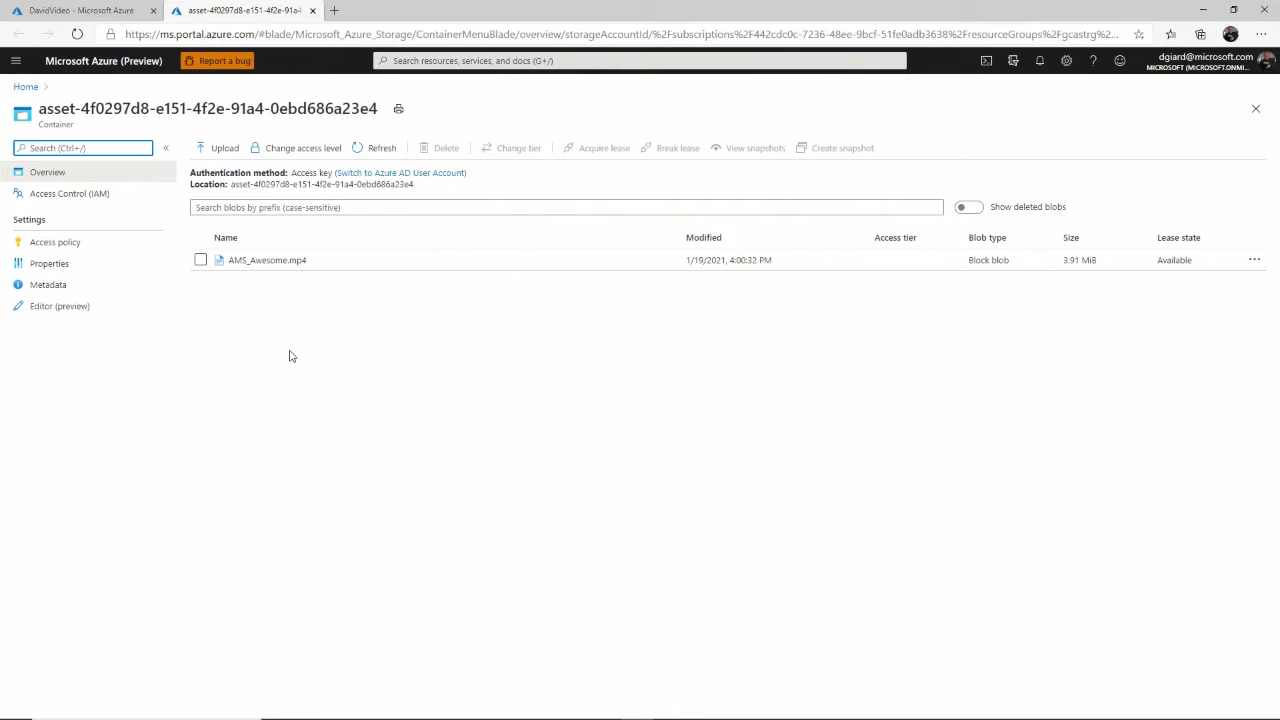 DavidVideo - Microsoft Azure
asset-4f0297d8-e151-4f2e-91a4-
https://ms.portal.azure.com/#blade/Microsoft_Azure_Storage/ContainerMenuBlade/overview/storageAccountId/%2Fsubscriptions%2F442cdc0c-7236-48ee-9bcf-51fe0adb3638%2FresourceGroups%2Fgcastrg%2...
Microsoft Azure (Preview)
Report a bug
Search resources, services, and docs (G+/)
dgiard@microsoft.com
MICROSOFT (MICROSOFT.ONMI...
Home >
asset-4f0297d8-e151-4f2e-91a4-0ebd686a23e4
Container
Search (Ctrl+/)
«
Upload
Change access level
Refresh
Delete
Change tier
Acquire lease
Break lease
View snapshots
Create snapshot
Overview
Access Control (IAM)
Settings
Access policy
Properties
Metadata
Editor (preview)
Authentication method: Access key (Switch to Azure AD User Account)
Location: asset-4f0297d8-e151-4f2e-91a4-0ebd686a23e4
Search blobs by prefix (case-sensitive)
Show deleted blobs
Name Modified Access tier Blob type Size Lease state
AMS_Awesome.mp4 1/19/2021, 4:00:32 PM Block blob 3.91 MiB Available ...